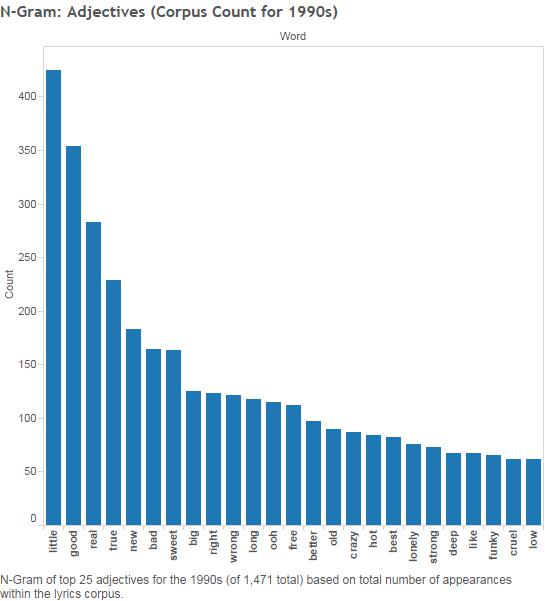 N-Gram: Adjectives (Corpus Count for 1990s)
Word
Count
400
350
300
250
200
150
100
50
0
little
good
real
true
new
bad
sweet
big
right
wrong
long
ooh
free
better
old
crazy
hot
best
lonely
strong
deep
like
funky
cruel
low
N-Gram of top 25 adjectives for the 1990s (of 1,471 total) based on total number of appearances
within the lyrics corpus.